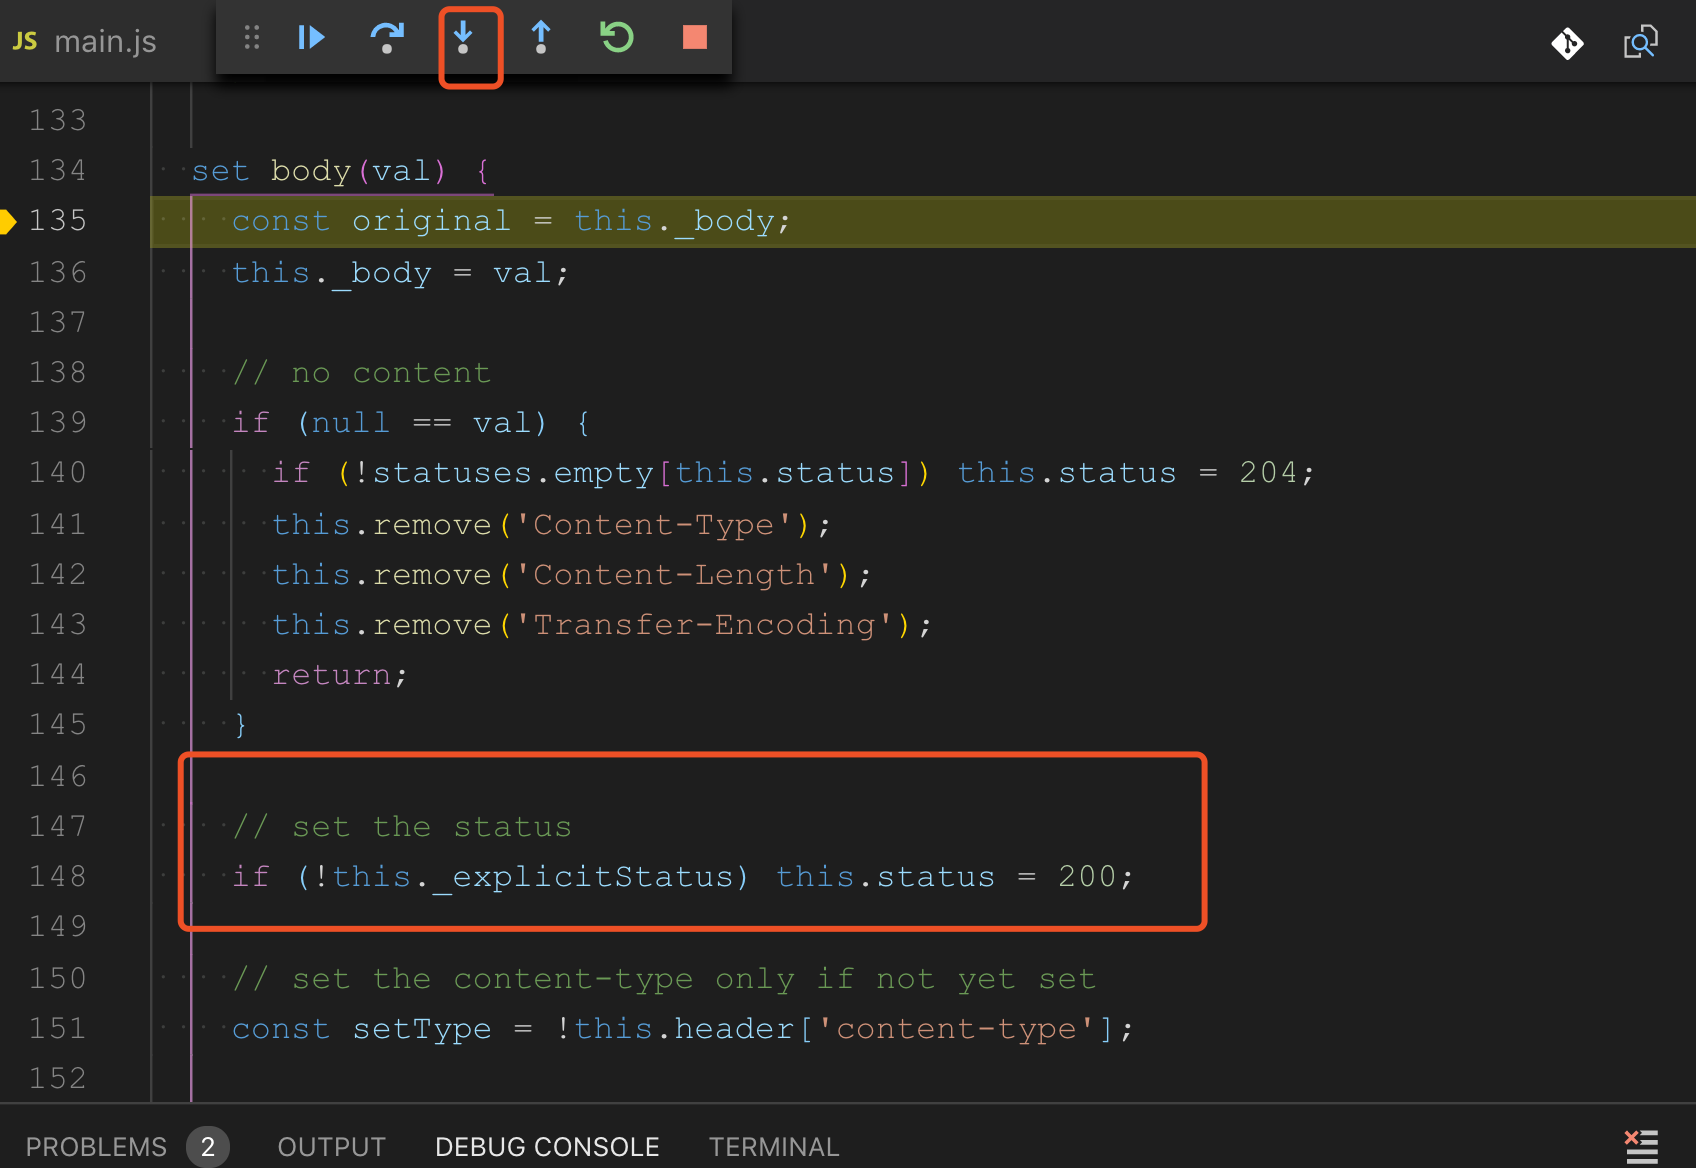 JS main.js
133
134 set body(val) {
135 const original = this._body;
136 this._body = val;
137
138 // no content
139 if (null == val) {
140 if (!statuses.empty[this.status]) this.status = 204;
141 this.remove('Content-Type');
142 this.remove('Content-Length');
143 this.remove('Transfer-Encoding');
144 return;
145 }
146
147 // set the status
148 if (!this._explicitStatus) this.status = 200;
149
150 // set the content-type only if not yet set
151 const setType = !this.header['content-type'];
152
PROBLEMS 2 OUTPUT DEBUG CONSOLE TERMINAL